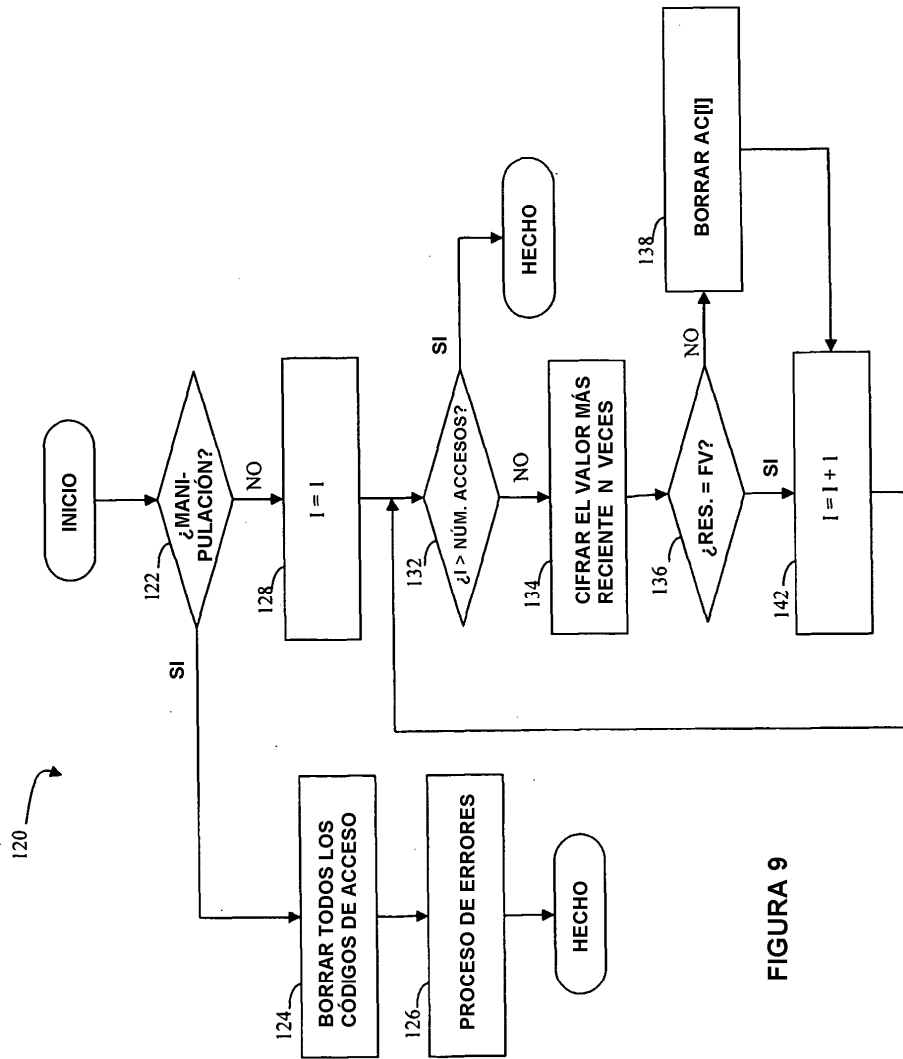 120
INICIO
122
¿MANI-
PULACIÓN?
SI
NO
124
BORRAR TODOS LOS
CÓDIGOS DE ACCESO
126
PROCESO DE ERRORES
HECHO
128
I = 1
132
¿I > NÚM. ACCESOS?
SI
HECHO
NO
134
CIFRAR EL VALOR MÁS
RECIENTE N VECES
136
¿RES. = FV?
NO
138
BORRAR AC[I]
SI
142
I = I + 1
FIGURA 9